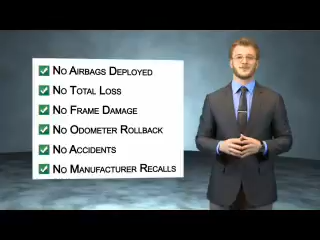 No Airbags Deployed
No Total Loss
No Frame Damage
No Odometer Rollback
No Accidents
No Manufacturer Recalls